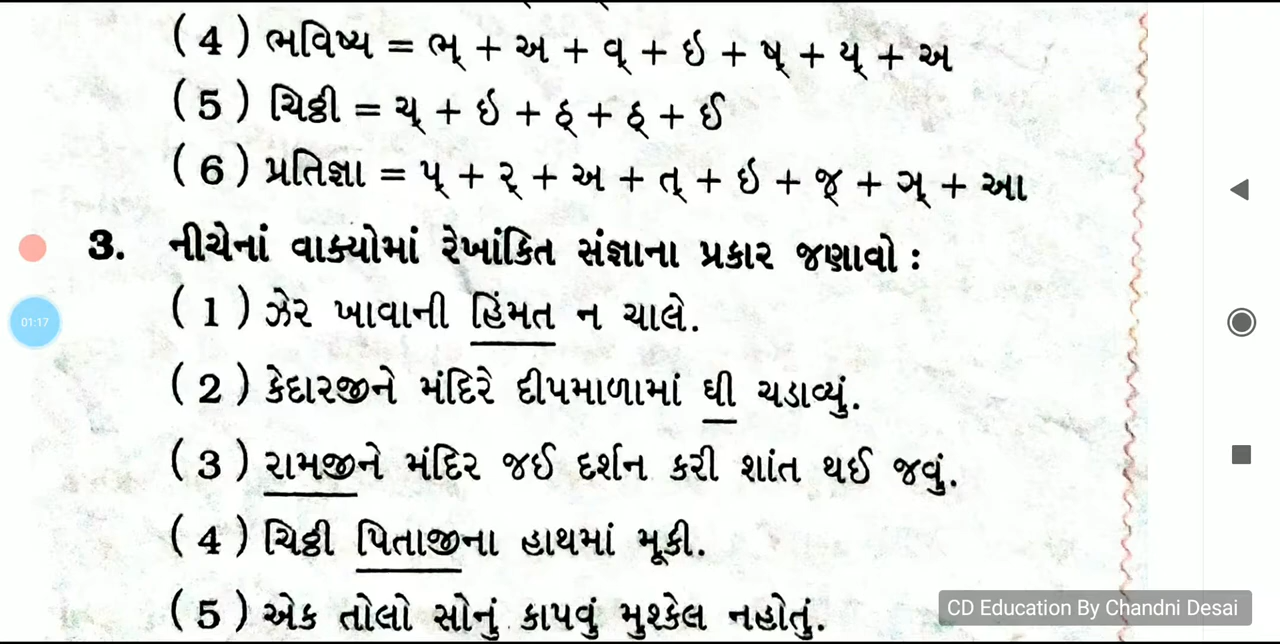 (4) ભવિષ્ય = ભ્ + અ + વ્ + ઇ + ષ્ + ય્ + અ
(5) ચિઠ્ઠી = ચ્ + ઇ + ઠ્ + ઠ્ + ઈ
(6) પ્રતિજ્ઞા = પ્ + ર્ + અ + ત્ + ઇ + જ્ + ઞ્ + આ
3. નીચેનાં વાક્યોમાં રેખાંકિત સંજ્ઞાના પ્રકાર જણાવો :
(1) ઝેર ખાવાની હિંમત ન ચાલે.
01:17
(2) કેદારજીને મંદિરે દીપમાળામાં ઘી ચડાવ્યું.
(3) રામજીને મંદિર જઈ દર્શન કરી શાંત થઈ જવું.
(4) ચિઠ્ઠી પિતાજીના હાથમાં મૂકી.
(5) એક તોલો સોનું કાપવું મુશ્કેલ નહોતું.
CD Education By Chandni Desai